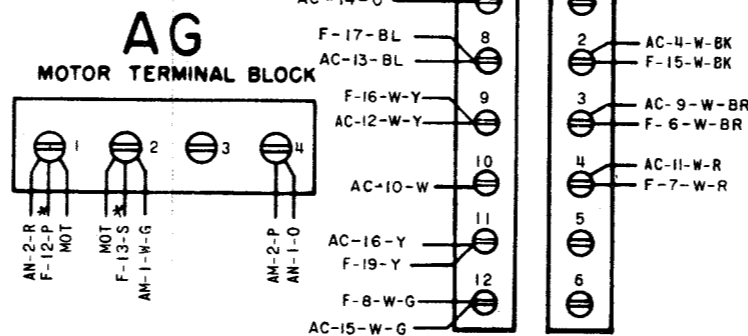 AC-14-O
AG
MOTOR TERMINAL BLOCK
1
2
3
4
AN-2-R
F-12-P*
MOT
MOT
F-13-S*
AM-1-W-G
AM-2-P
AN-1-O
F-17-BL
8
AC-13-BL
F-16-W-Y
9
AC-12-W-Y
10
AC-10-W
11
AC-16-Y
F-19-Y
12
F-8-W-G
AC-15-W-G
2
AC-4-W-BK
F-15-W-BK
3
AC-9-W-BR
F-6-W-BR
4
AC-11-W-R
F-7-W-R
5
6